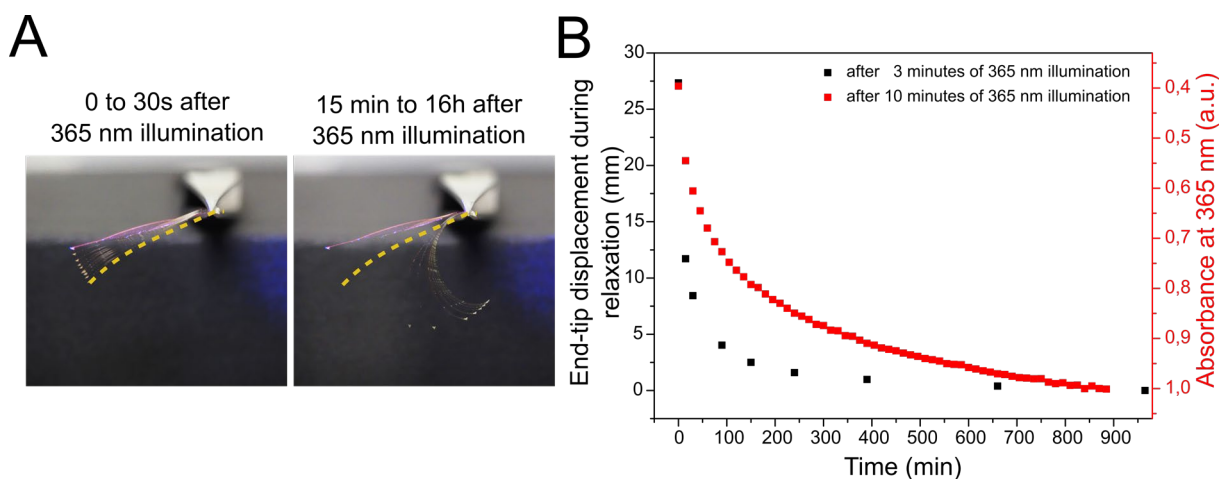 A
0 to 30s after
365 nm illumination
15 min to 16h after
365 nm illumination
B
End-tip displacement during
relaxation (mm)
30
25
20
15
10
5
0
after 3 minutes of 365 nm illumination
after 10 minutes of 365 nm illumination
0 100 200 300 400 500 600 700 800 900
Time (min)
0,4
0,5
0,6
0,7
0,8
0,9
1,0
Absorbance at 365 nm (a.u.)